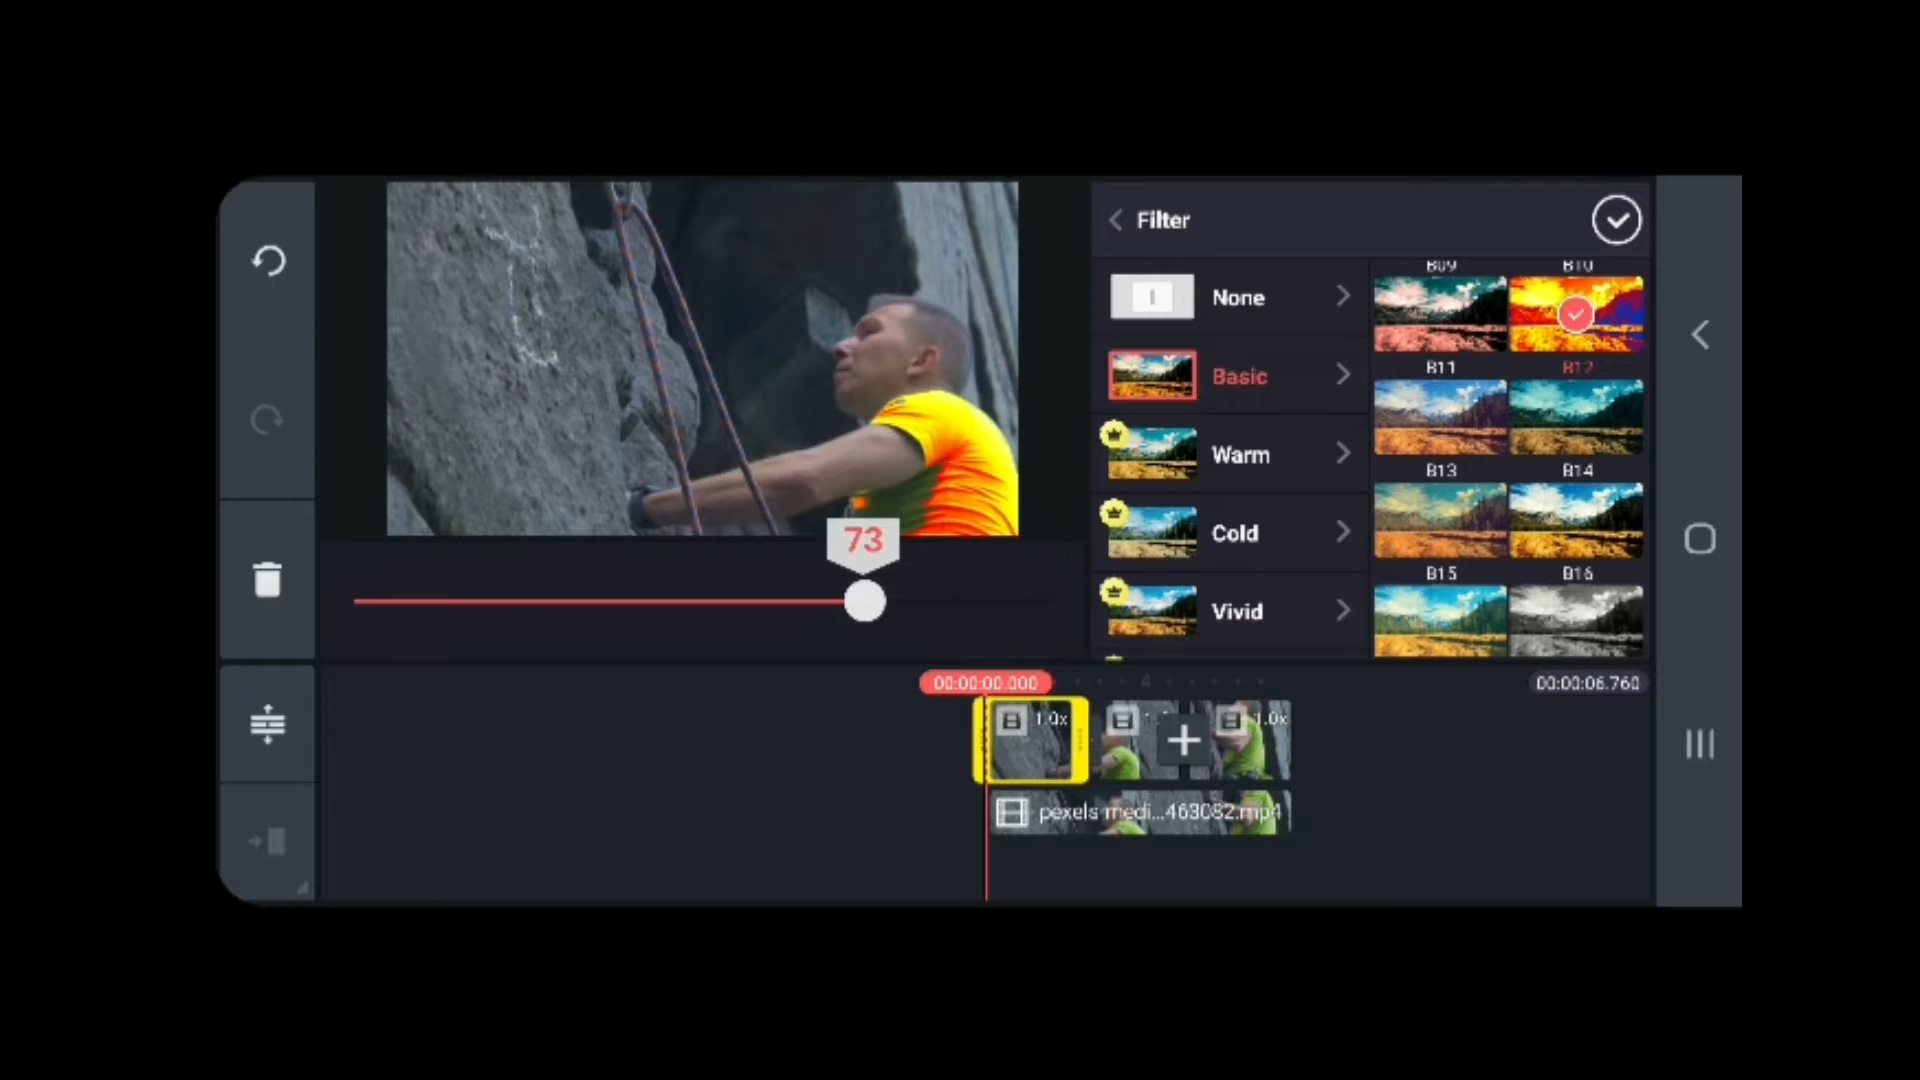 Filter
None
Basic
Warm
Cold
Vivid
B09
B10
B11
B12
B13
B14
B15
B16
73
00:00:00.000
4
00:00:06.760
1.0x
1.0x
pexels medi...463082.mp4